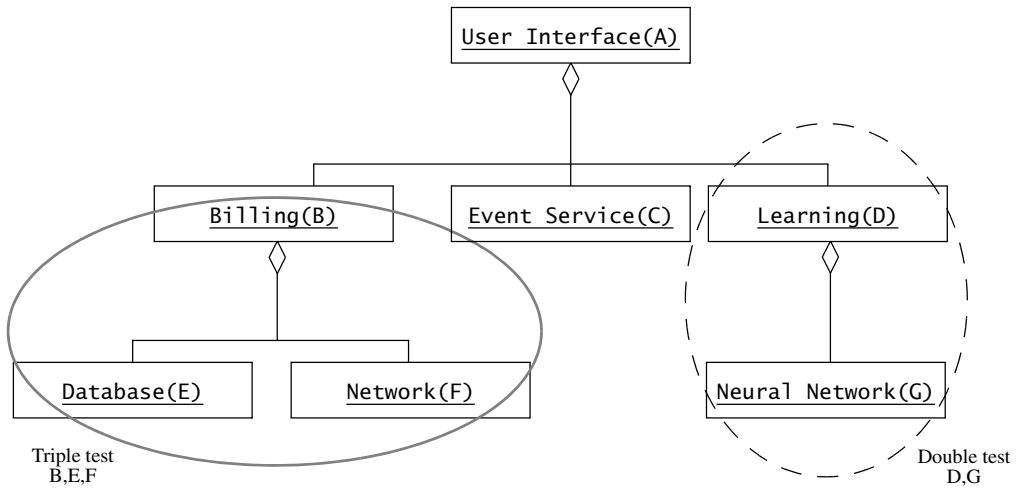 User Interface(A)
Billing(B)
Event Service(C)
Learning(D)
Database(E)
Network(F)
Neural Network(G)
Triple test
B,E,F
Double test
D,G